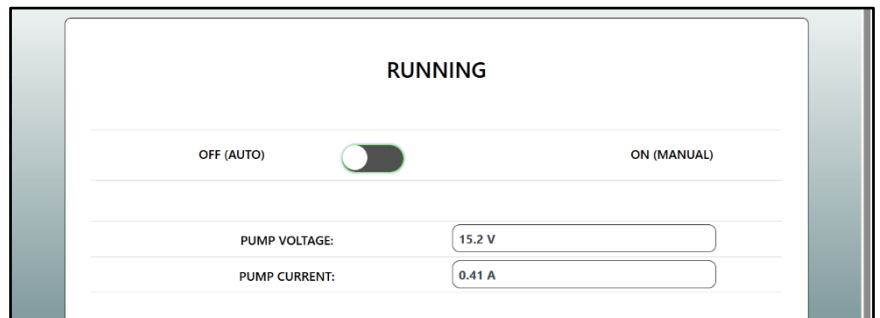 RUNNING
OFF (AUTO) ON (MANUAL)
PUMP VOLTAGE: 15.2 V
PUMP CURRENT: 0.41 A